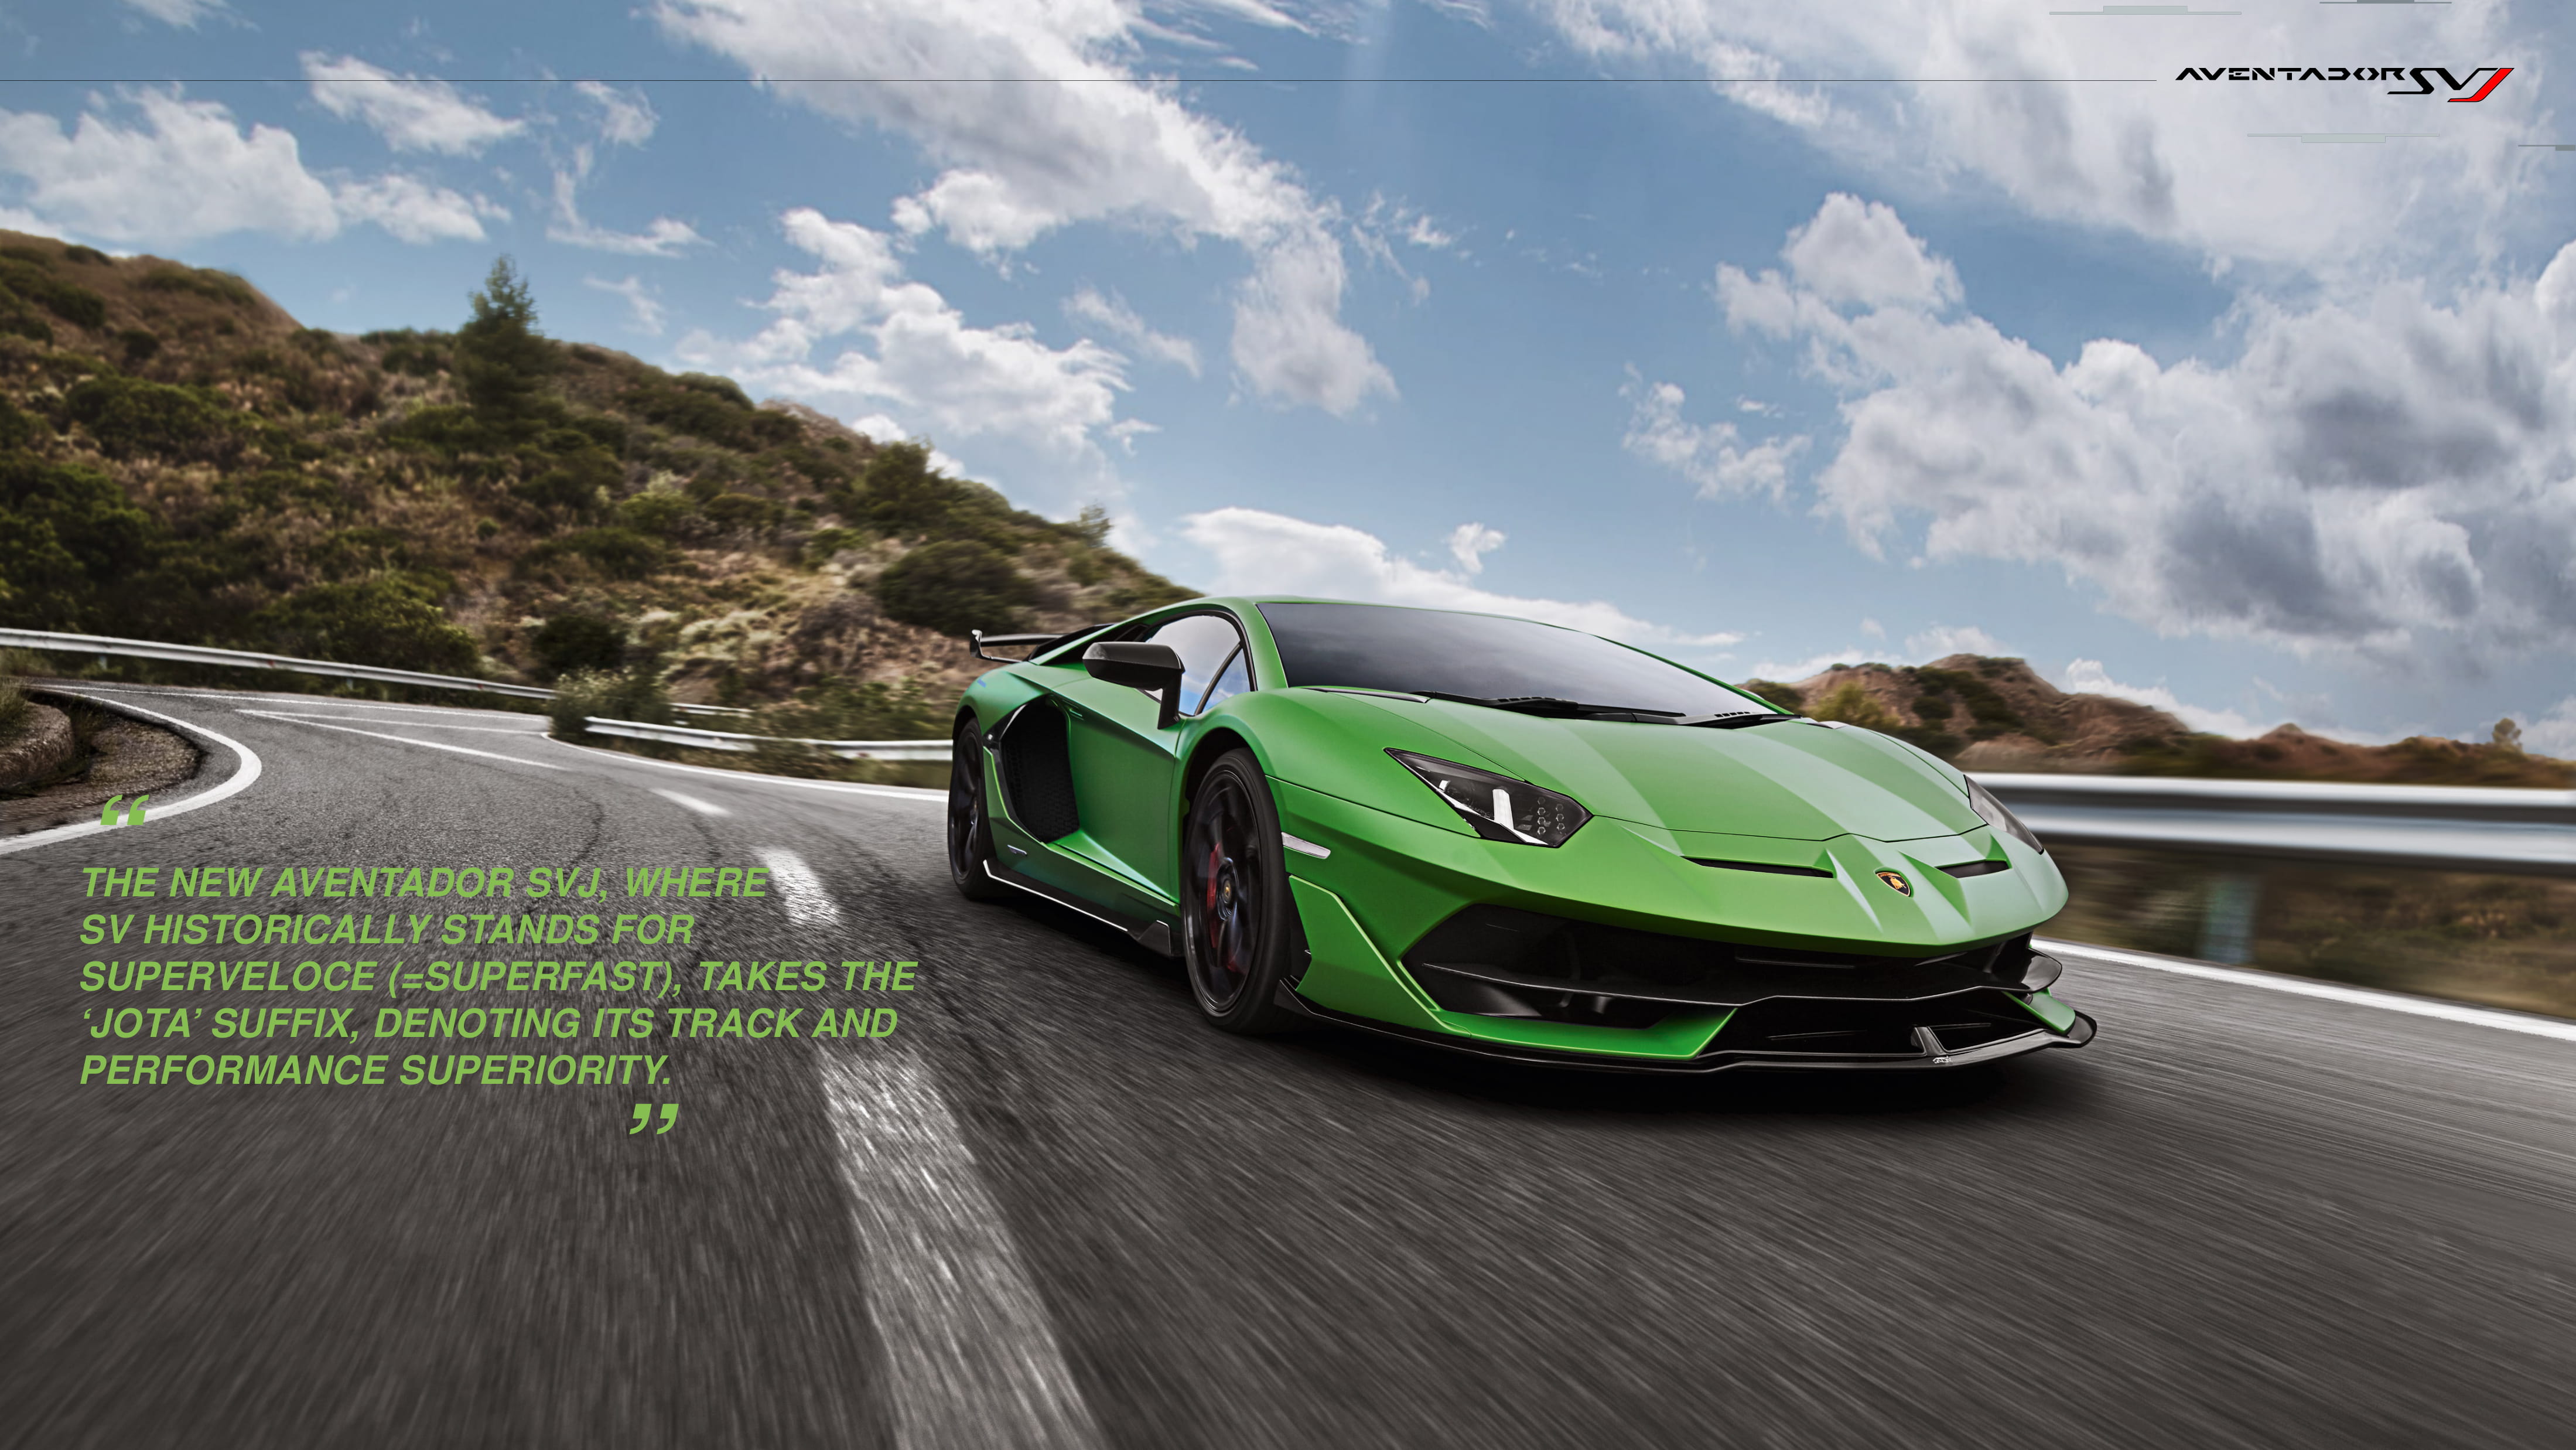 AVENTADOR SVJ
“
THE NEW AVENTADOR SVJ, WHERE
SV HISTORICALLY STANDS FOR
SUPERVELOCE (=SUPERFAST), TAKES THE
‘JOTA’ SUFFIX, DENOTING ITS TRACK AND
PERFORMANCE SUPERIORITY.
”